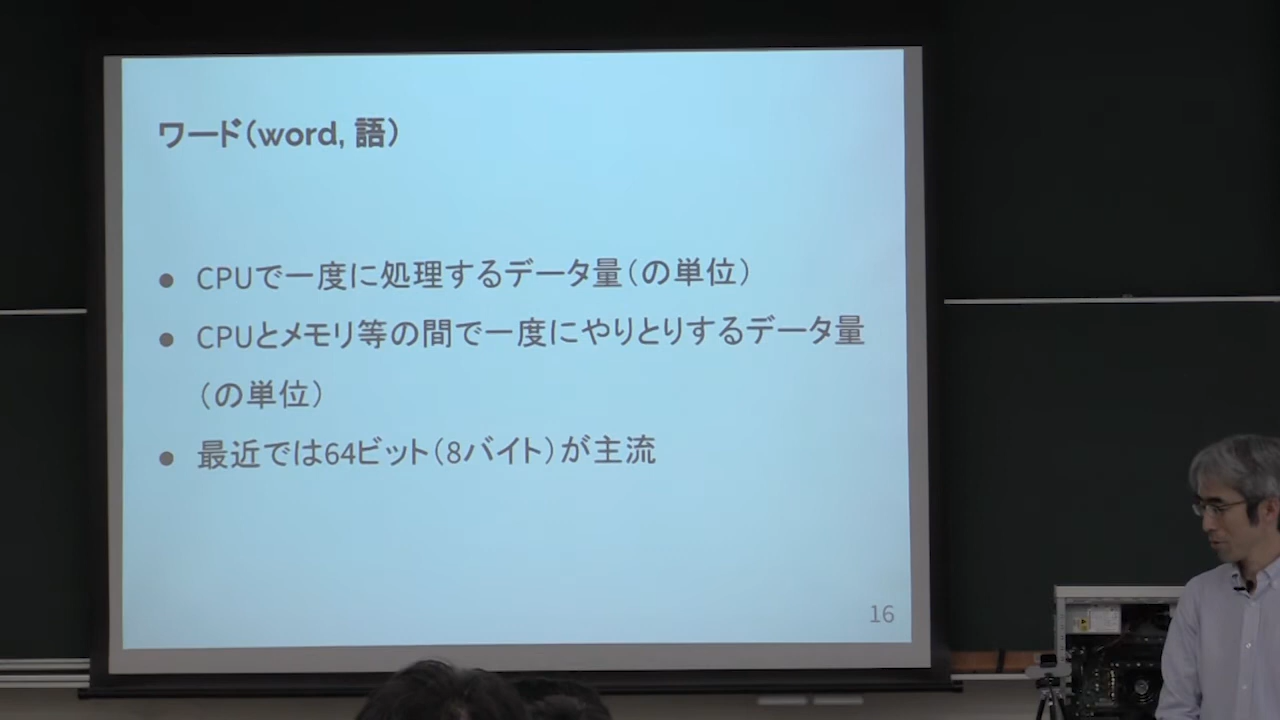 ワード(word, 語)
● CPUで一度に処理するデータ量(の単位)
● CPUとメモリ等の間で一度にやりとりするデータ量
(の単位)
● 最近では64ビット(8バイト)が主流
16